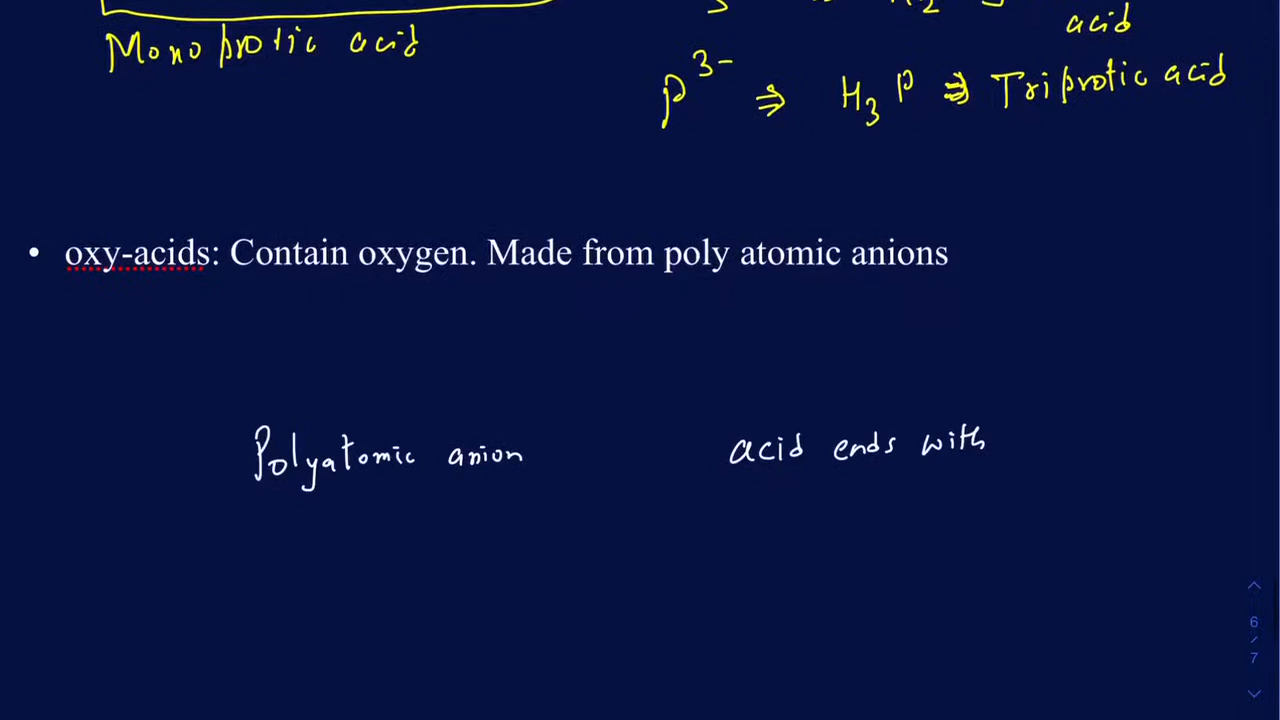 acid
Mono protic acid
P³⁻ ⇒ H₃P ⇒ Triprotic acid
• oxy-acids: Contain oxygen. Made from poly atomic anions
Polyatomic anion acid ends with
6
/
7